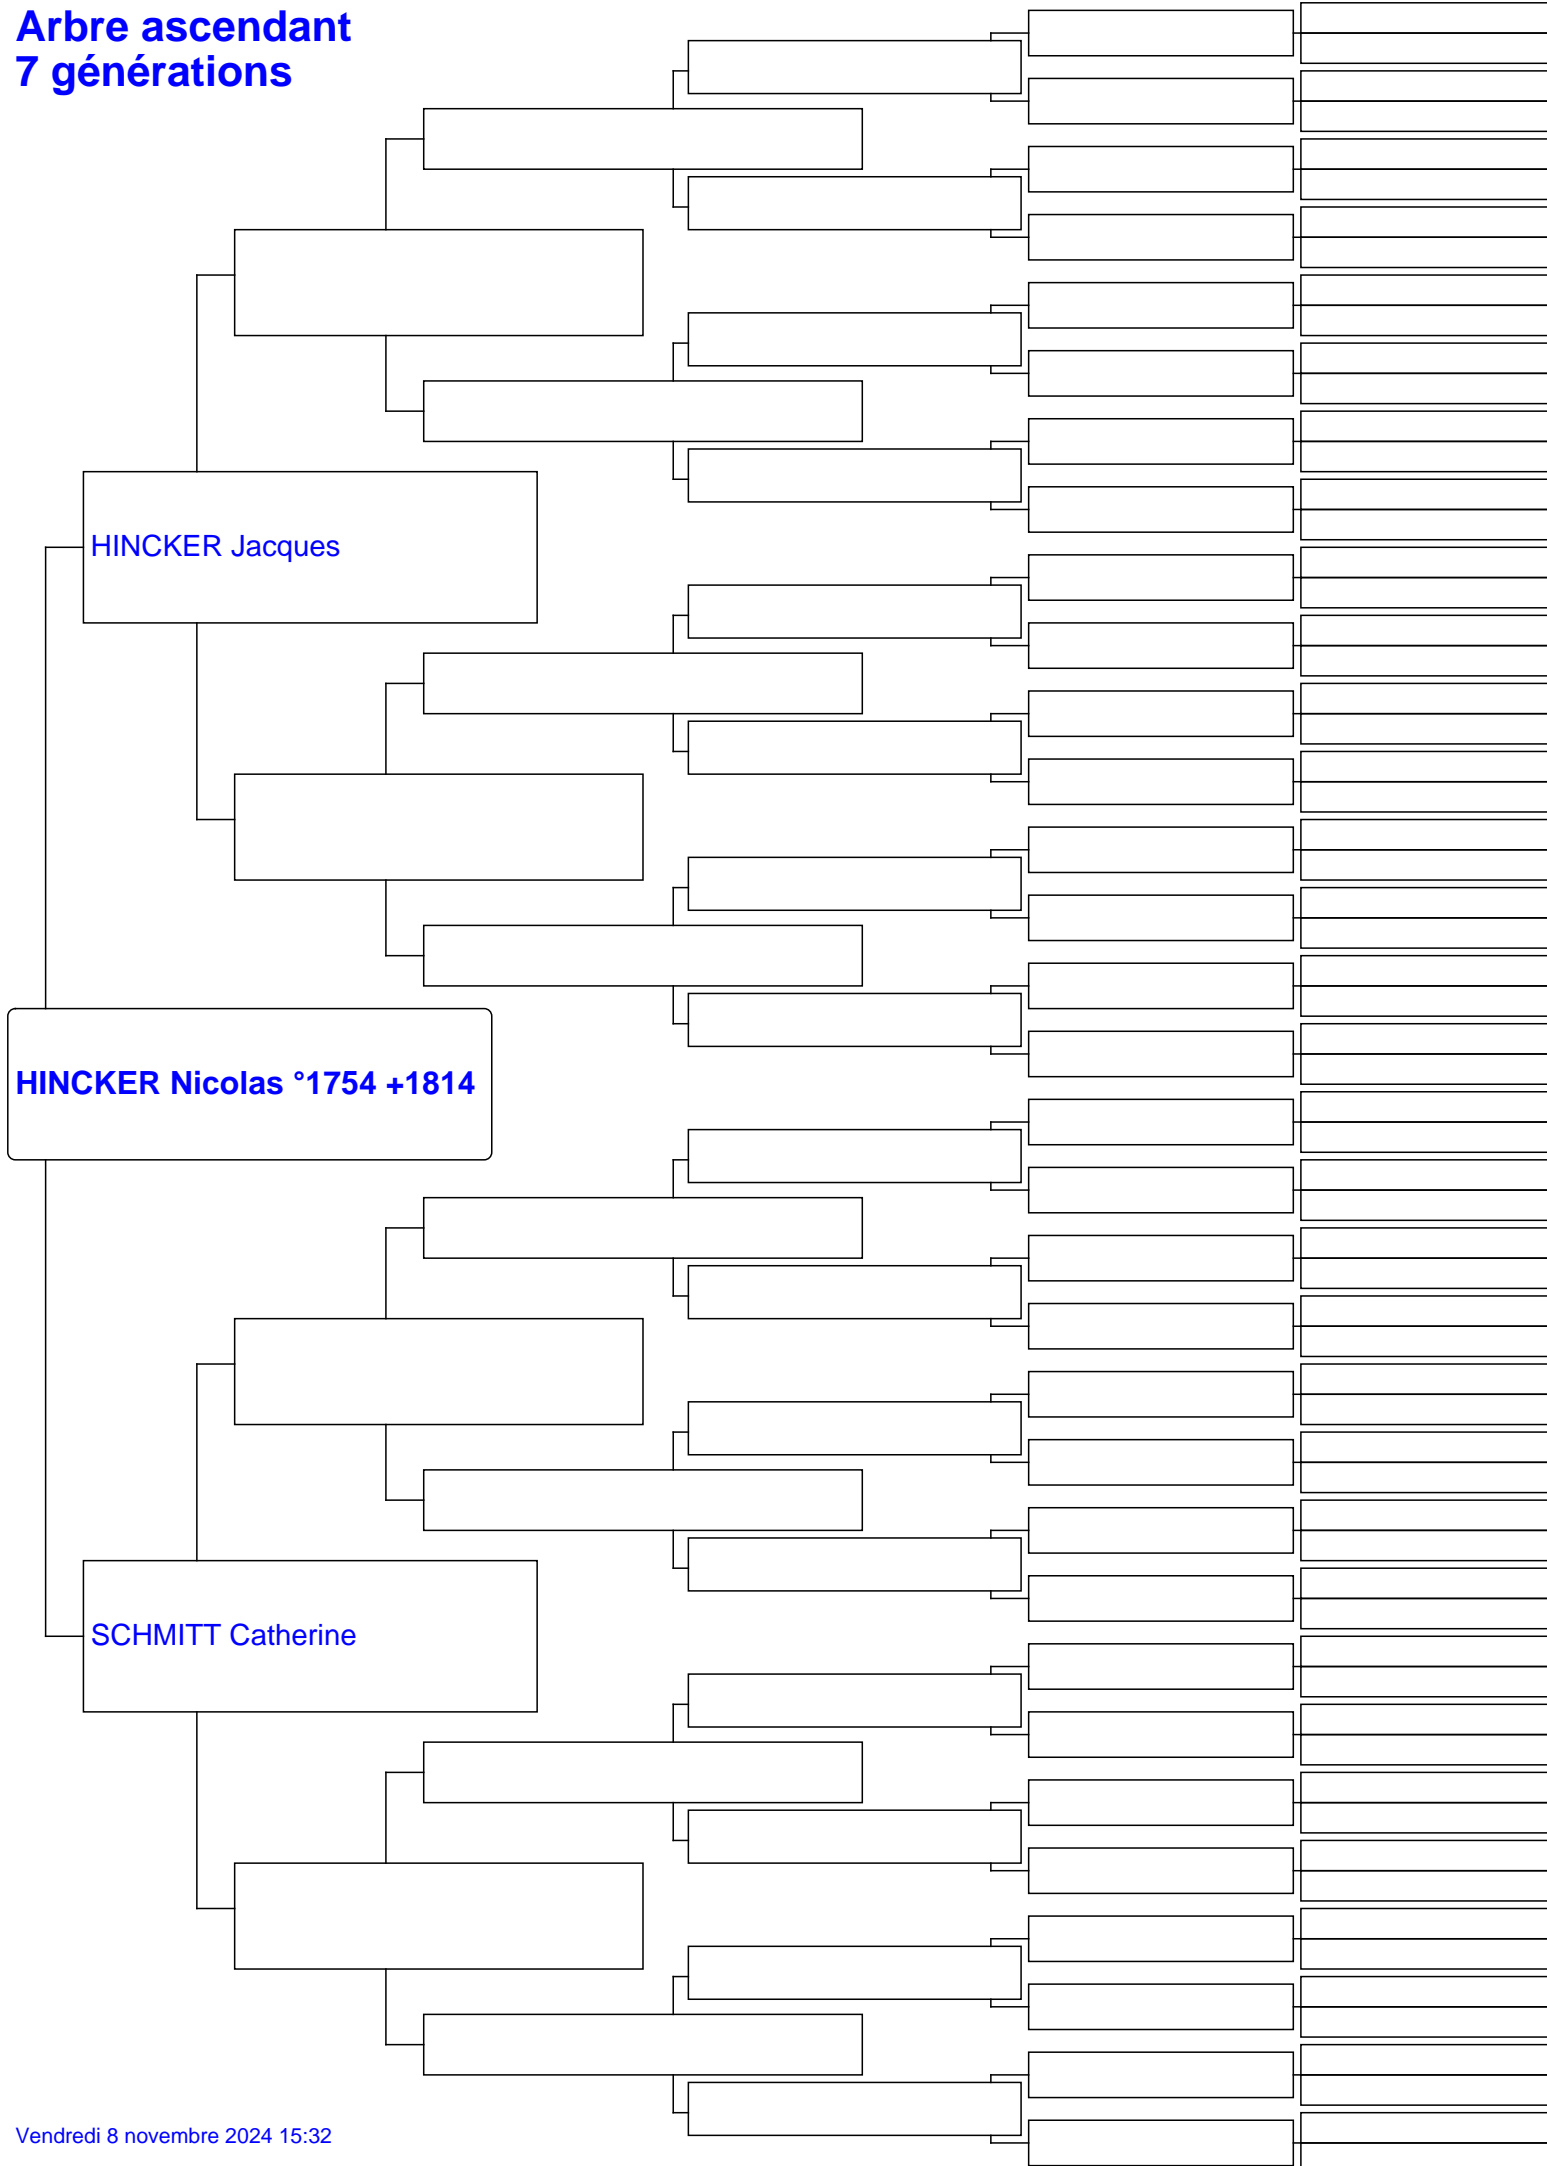 Arbre ascendant
7 générations
HINCKER Jacques
HINCKER Nicolas °1754 +1814
SCHMITT Catherine
Vendredi 8 novembre 2024 15:32